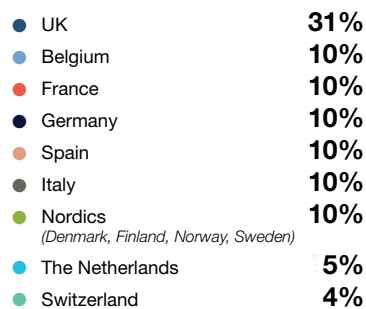 UK 31%
Belgium 10%
France 10%
Germany 10%
Spain 10%
Italy 10%
Nordics 10%
(Denmark, Finland, Norway, Sweden)
The Netherlands 5%
Switzerland 4%